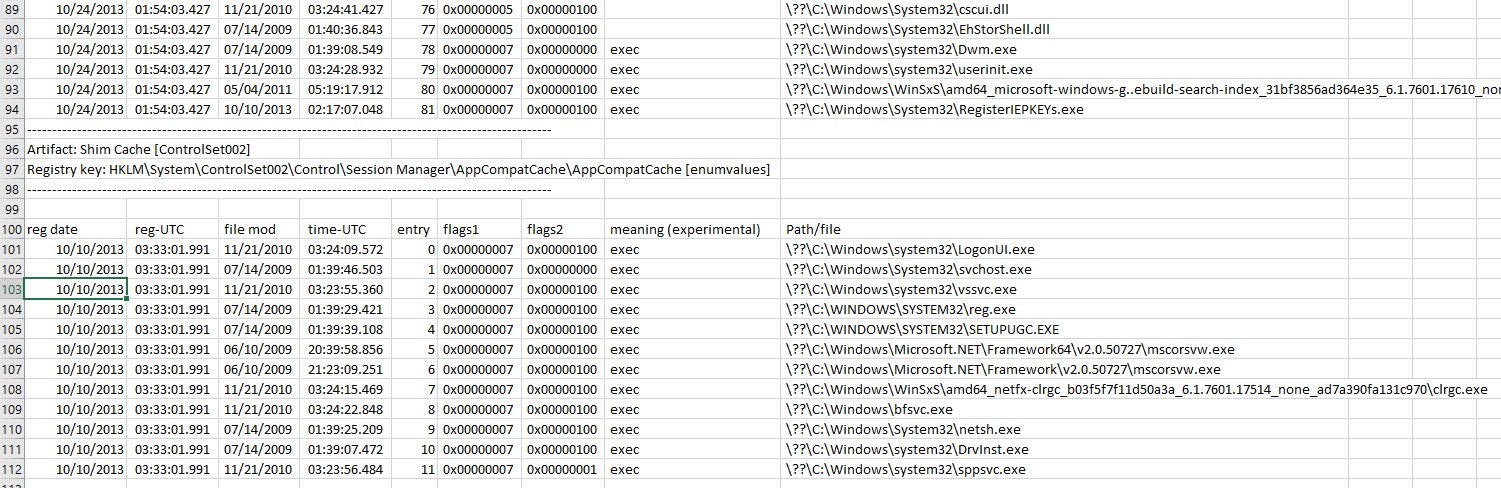 89 10/24/2013 01:54:03.427 11/21/2010 03:24:41.427 76 0x00000005 0x00000100 \??\C:\Windows\System32\cscui.dll
90 10/24/2013 01:54:03.427 07/14/2009 01:40:36.843 77 0x00000005 0x00000100 \??\C:\Windows\System32\EhStorShell.dll
91 10/24/2013 01:54:03.427 07/14/2009 01:39:08.549 78 0x00000007 0x00000000 exec \??\C:\Windows\system32\Dwm.exe
92 10/24/2013 01:54:03.427 11/21/2010 03:24:28.932 79 0x00000007 0x00000000 exec \??\C:\Windows\system32\userinit.exe
93 10/24/2013 01:54:03.427 05/04/2011 05:19:17.912 80 0x00000007 0x00000000 exec \??\C:\Windows\WinSxS\amd64_microsoft-windows-g..ebuild-search-index_31bf3856ad364e35_6.1.7601.17610_nor
94 10/24/2013 01:54:03.427 10/10/2013 02:17:07.048 81 0x00000007 0x00000100 exec \??\C:\Windows\System32\RegisterIEPKEYs.exe
95 ----------------------------------------------------------------------------------------------------
96 Artifact: Shim Cache [ControlSet002]
97 Registry key: HKLM\System\ControlSet002\Control\Session Manager\AppCompatCache\AppCompatCache [enumvalues]
98 ----------------------------------------------------------------------------------------------------
99
100 reg date reg-UTC file mod time-UTC entry flags1 flags2 meaning (experimental) Path/file
101 10/10/2013 03:33:01.991 11/21/2010 03:24:09.572 0 0x00000007 0x00000100 exec \??\C:\Windows\system32\LogonUI.exe
102 10/10/2013 03:33:01.991 07/14/2009 01:39:46.503 1 0x00000007 0x00000000 exec \??\C:\Windows\System32\svchost.exe
103 10/10/2013 03:33:01.991 11/21/2010 03:23:55.360 2 0x00000007 0x00000100 exec \??\C:\Windows\system32\vssvc.exe
104 10/10/2013 03:33:01.991 07/14/2009 01:39:29.421 3 0x00000007 0x00000100 exec \??\C:\WINDOWS\SYSTEM32\reg.exe
105 10/10/2013 03:33:01.991 07/14/2009 01:39:39.108 4 0x00000007 0x00000100 exec \??\C:\WINDOWS\SYSTEM32\SETUPUGC.EXE
106 10/10/2013 03:33:01.991 06/10/2009 20:39:58.856 5 0x00000007 0x00000100 exec \??\C:\Windows\Microsoft.NET\Framework64\v2.0.50727\mscorsvw.exe
107 10/10/2013 03:33:01.991 06/10/2009 21:23:09.251 6 0x00000007 0x00000100 exec \??\C:\Windows\Microsoft.NET\Framework\v2.0.50727\mscorsvw.exe
108 10/10/2013 03:33:01.991 11/21/2010 03:24:15.469 7 0x00000007 0x00000100 exec \??\C:\Windows\WinSxS\amd64_netfx-clrgc_b03f5f7f11d50a3a_6.1.7601.17514_none_ad7a390fa131c970\clrgc.exe
109 10/10/2013 03:33:01.991 11/21/2010 03:24:22.848 8 0x00000007 0x00000100 exec \??\C:\Windows\bfsvc.exe
110 10/10/2013 03:33:01.991 07/14/2009 01:39:25.209 9 0x00000007 0x00000100 exec \??\C:\Windows\System32\netsh.exe
111 10/10/2013 03:33:01.991 07/14/2009 01:39:07.472 10 0x00000007 0x00000100 exec \??\C:\Windows\System32\DrvInst.exe
112 10/10/2013 03:33:01.991 11/21/2010 03:23:56.484 11 0x00000007 0x00000001 exec \??\C:\Windows\system32\sppsvc.exe